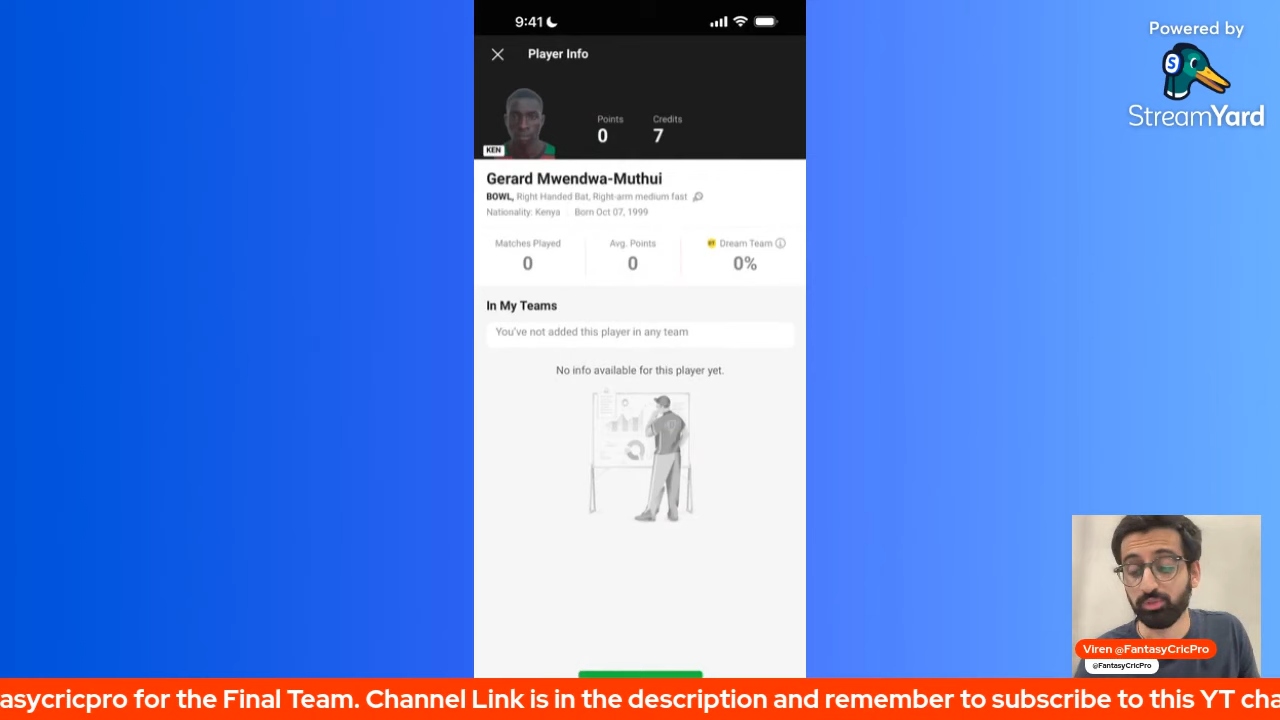 9:41
Powered by
StreamYard
Player Info
Points
Credits
0
7
KEN
Gerard Mwendwa-Muthui
BOWL, Right Handed Bat, Right-arm medium fast
Nationality: Kenya
Born Oct 07, 1999
Matches Played
Avg. Points
DT Dream Team
0
0
0%
In My Teams
You've not added this player in any team
No info available for this player yet.
Viren @FantasyCricPro
@FantasyCricPro
asycricpro for the Final Team. Channel Link is in the description and remember to subscribe to this YT cha